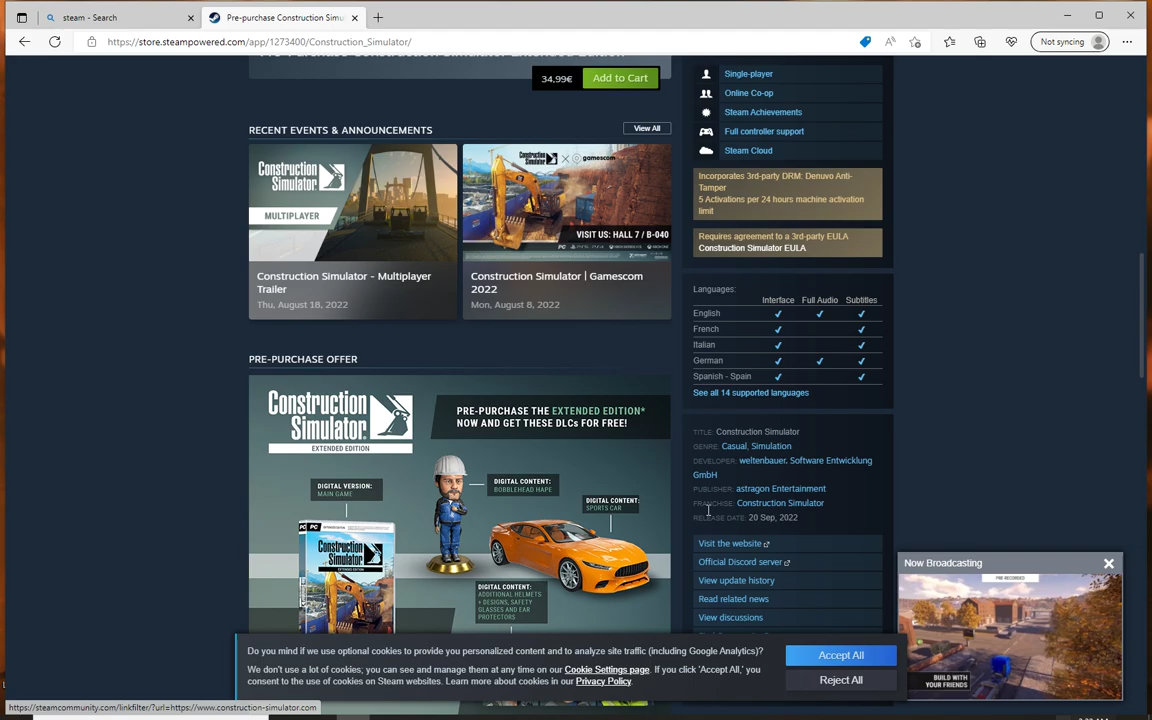 steam - Search
Pre-purchase Construction Simu
https://store.steampowered.com/app/1273400/Construction_Simulator/
Not syncing
34,99€
Add to Cart
RECENT EVENTS & ANNOUNCEMENTS
View All
Construction
Simulator
MULTIPLAYER
Construction Simulator - Multiplayer
Trailer
Thu, August 18, 2022
Construction
Simulator
gamescom
VISIT US: HALL 7 / B-040
Construction Simulator | Gamescom
2022
Mon, August 8, 2022
PRE-PURCHASE OFFER
Construction
Simulator
EXTENDED EDITION
PRE-PURCHASE THE EXTENDED EDITION*
NOW AND GET THESE DLCs FOR FREE!
DIGITAL VERSION:
MAIN GAME
DIGITAL CONTENT:
BOBBLEHEAD HAPE
DIGITAL CONTENT:
SPORTS CAR
PC
Construction
Simulator
DIGITAL CONTENT:
ADDITIONAL HELMETS
+ DESIGNS, SAFETY
GLASSES AND EAR
PROTECTORS
Single-player
Online Co-op
Steam Achievements
Full controller support
Steam Cloud
Incorporates 3rd-party DRM: Denuvo Anti-
Tamper
5 Activations per 24 hours machine activation
limit
Requires agreement to a 3rd-party EULA
Construction Simulator EULA
Languages:
Interface Full Audio Subtitles
English ✔ ✔ ✔
French ✔ ✔
Italian ✔ ✔
German ✔ ✔ ✔
Spanish - Spain ✔ ✔
See all 14 supported languages
TITLE: Construction Simulator
GENRE: Casual, Simulation
DEVELOPER: weltenbauer. Software Entwicklung
GmbH
PUBLISHER: astragon Entertainment
FRANCHISE: Construction Simulator
RELEASE DATE: 20 Sep, 2022
Visit the website
Official Discord server
View update history
Read related news
View discussions
Now Broadcasting
PRE RECORDED
BUILD WITH
YOUR FRIENDS
Do you mind if we use optional cookies to provide you personalized content and to analyze site traffic (including Google Analytics)?
We don't use a lot of cookies; you can see and manage them at any time on our Cookie Settings page. If you click 'Accept All,' you
consent to the use of cookies on Steam websites. Learn more about cookies in our Privacy Policy.
Accept All
Reject All
https://steamcommunity.com/linkfilter/?url=https://www.construction-simulator.com